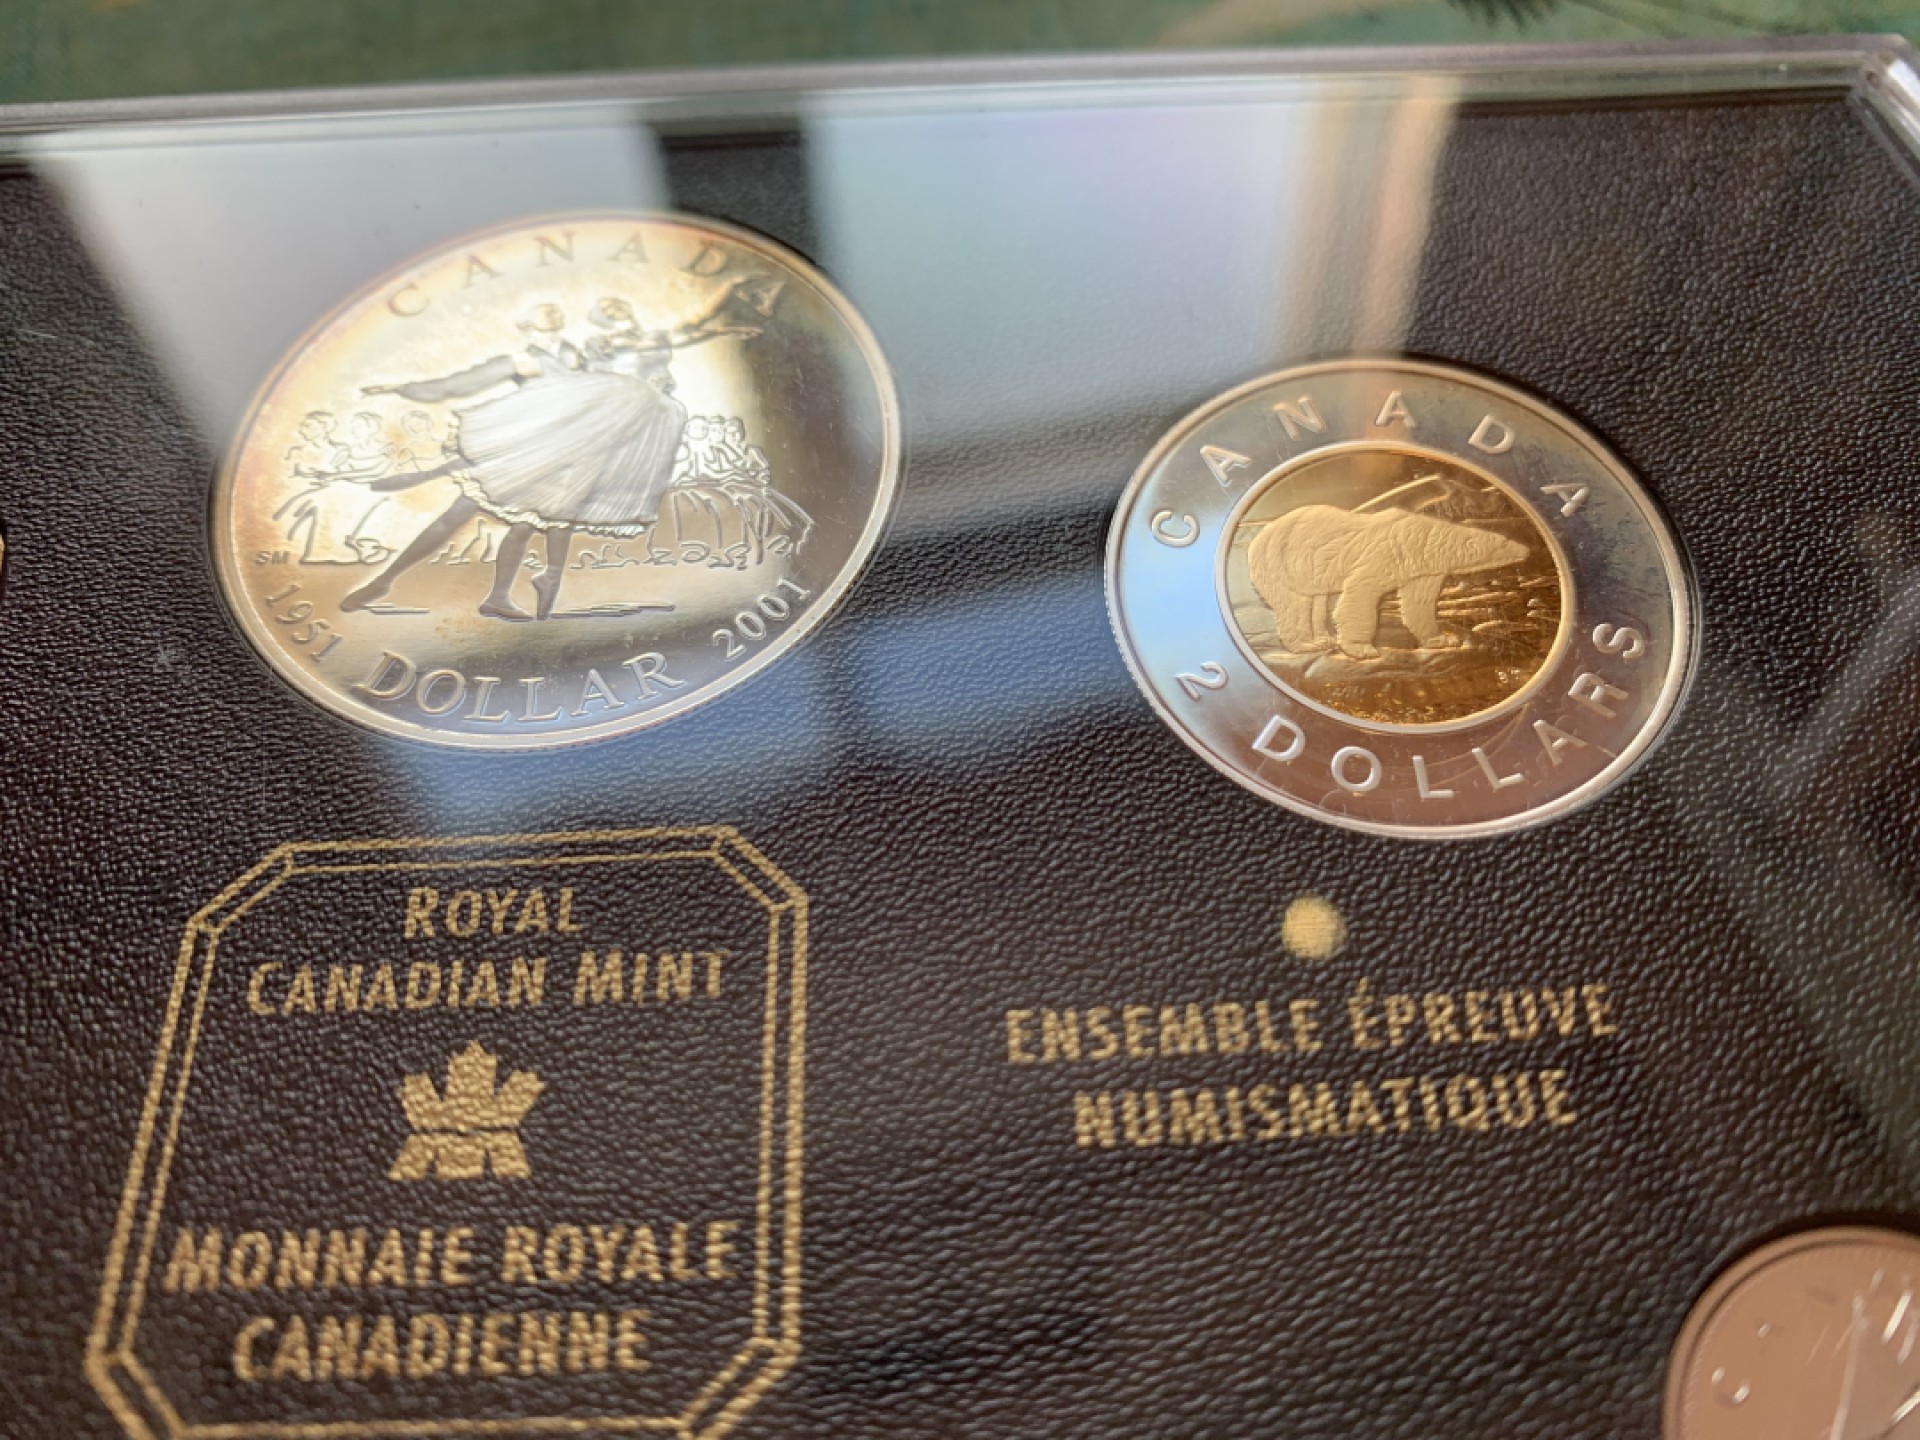 CANADA
SM
1951 DOLLAR 2001
CANADA
2 DOLLARS
ROYAL
CANADIAN MINT
MONNAIE ROYALE
CANADIENNE
ENSEMBLE ÉPREUVE
NUMISMATIQUE
C